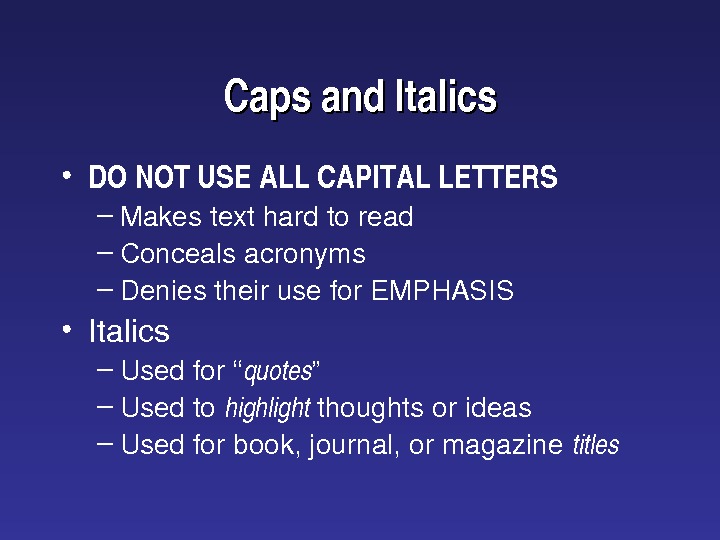 Caps and Italics
• DO NOT USE ALL CAPITAL LETTERS
– Makes text hard to read
– Conceals acronyms
– Denies their use for EMPHASIS
• Italics
– Used for “quotes”
– Used to highlight thoughts or ideas
– Used for book, journal, or magazine titles